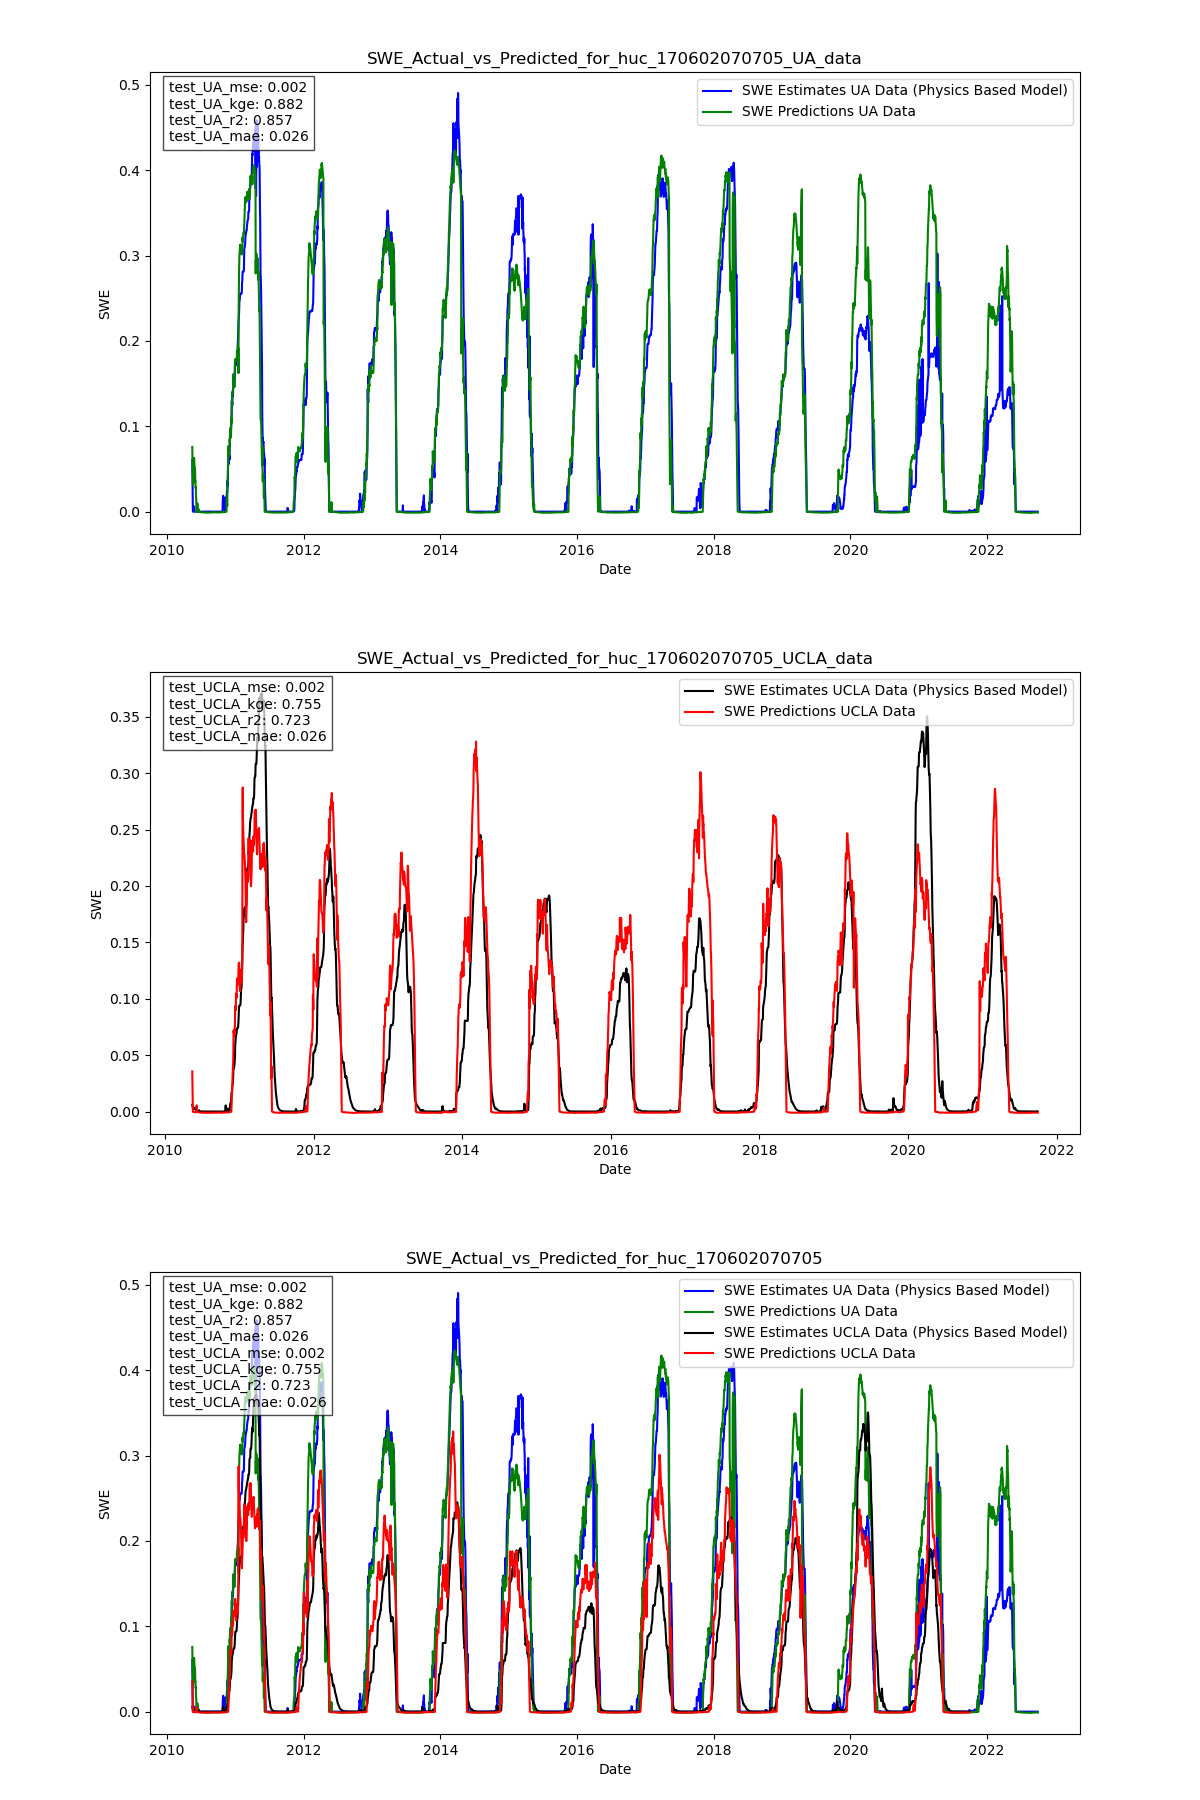 SWE_Actual_vs_Predicted_for_huc_170602070705_UA_data
test_UA_mse: 0.002
test_UA_kge: 0.882
test_UA_r2: 0.857
test_UA_mae: 0.026
SWE Estimates UA Data (Physics Based Model)
SWE Predictions UA Data
0.5
0.4
0.3
0.2
0.1
0.0
SWE
2010 2012 2014 2016 2018 2020 2022
Date
SWE_Actual_vs_Predicted_for_huc_170602070705_UCLA_data
test_UCLA_mse: 0.002
test_UCLA_kge: 0.755
test_UCLA_r2: 0.723
test_UCLA_mae: 0.026
SWE Estimates UCLA Data (Physics Based Model)
SWE Predictions UCLA Data
0.35
0.30
0.25
0.20
0.15
0.10
0.05
0.00
SWE
2010 2012 2014 2016 2018 2020 2022
Date
SWE_Actual_vs_Predicted_for_huc_170602070705
test_UA_mse: 0.002
test_UA_kge: 0.882
test_UA_r2: 0.857
test_UA_mae: 0.026
test_UCLA_mse: 0.002
test_UCLA_kge: 0.755
test_UCLA_r2: 0.723
test_UCLA_mae: 0.026
SWE Estimates UA Data (Physics Based Model)
SWE Predictions UA Data
SWE Estimates UCLA Data (Physics Based Model)
SWE Predictions UCLA Data
0.5
0.4
0.3
0.2
0.1
0.0
SWE
2010 2012 2014 2016 2018 2020 2022
Date